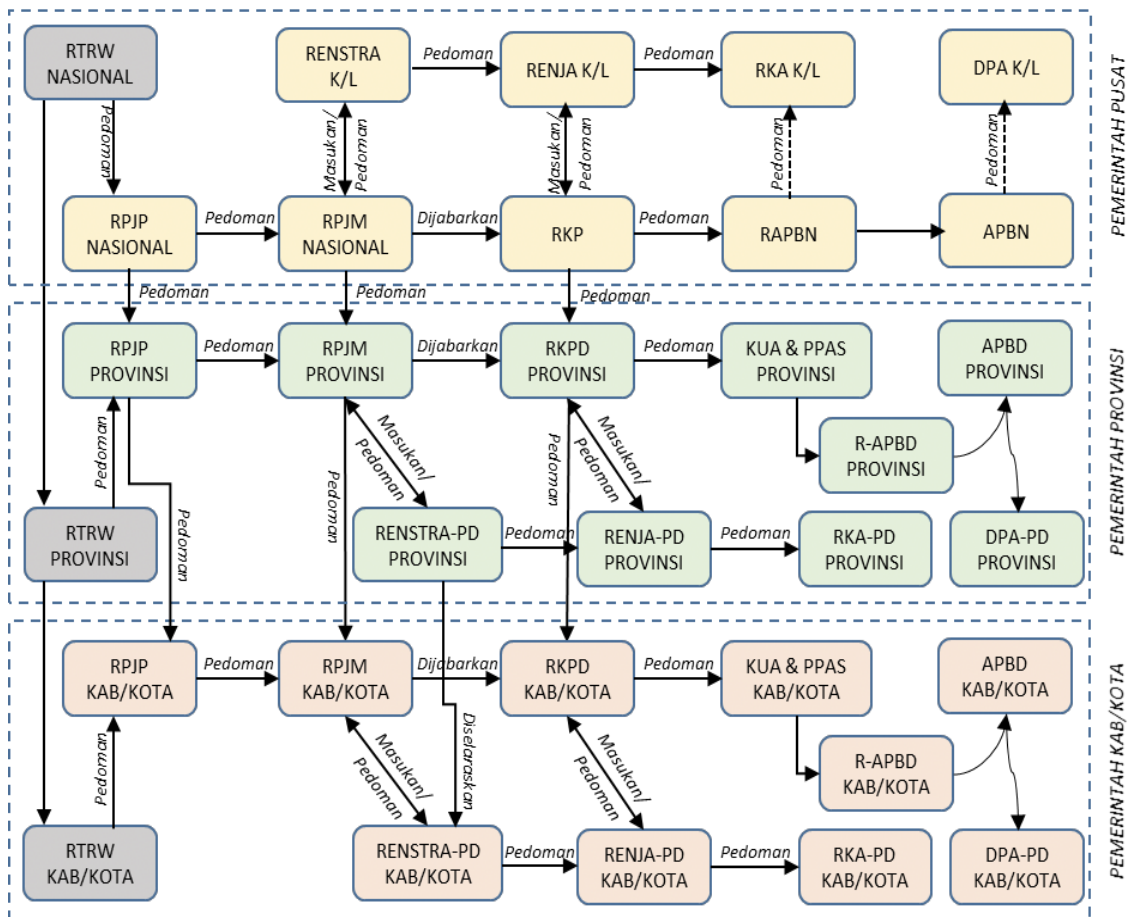 RTRW
NASIONAL
RENSTRA
K/L
Pedoman
RENJA K/L
Pedoman
RKA K/L
DPA K/L
Pedoman
Masukan/
Pedoman
Masukan/
Pedoman
Pedoman
Pedoman
RPJP
NASIONAL
Pedoman
RPJM
NASIONAL
Dijabarkan
RKP
Pedoman
RAPBN
APBN
PEMERINTAH PUSAT
Pedoman
Pedoman
Pedoman
RPJP
PROVINSI
Pedoman
RPJM
PROVINSI
Dijabarkan
RKPD
PROVINSI
Pedoman
KUA & PPAS
PROVINSI
APBD
PROVINSI
Pedoman
Masukan/
Pedoman
Pedoman
Masukan/
Pedoman
R-APBD
PROVINSI
RTRW
PROVINSI
Pedoman
Pedoman
RENSTRA-PD
PROVINSI
Pedoman
RENJA-PD
PROVINSI
Pedoman
RKA-PD
PROVINSI
DPA-PD
PROVINSI
PEMERINTAH PROVINSI
RPJP
KAB/KOTA
Pedoman
RPJM
KAB/KOTA
Dijabarkan
RKPD
KAB/KOTA
Pedoman
KUA & PPAS
KAB/KOTA
APBD
KAB/KOTA
Pedoman
Masukan/
Pedoman
Diselaraskan
Masukan/
Pedoman
R-APBD
KAB/KOTA
RTRW
KAB/KOTA
RENSTRA-PD
KAB/KOTA
Pedoman
RENJA-PD
KAB/KOTA
Pedoman
RKA-PD
KAB/KOTA
DPA-PD
KAB/KOTA
PEMERINTAH KAB/KOTA